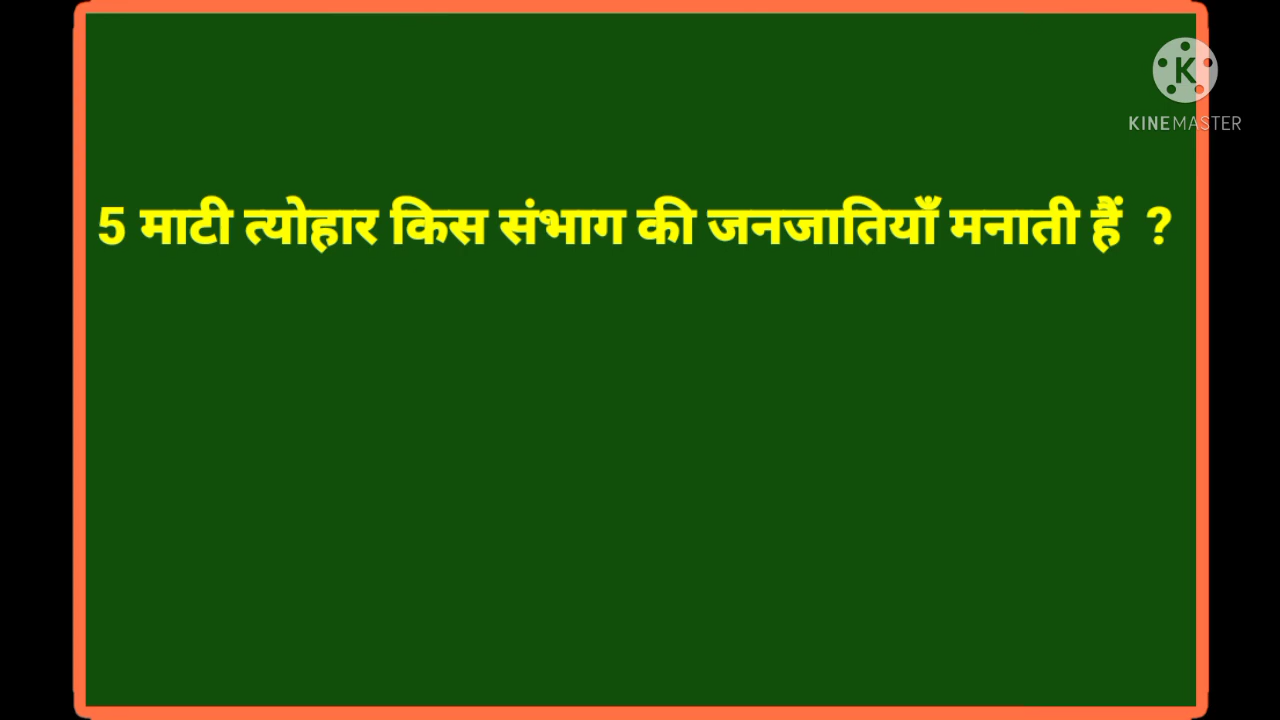 K
KINEMASTER
5 माटी त्योहार किस संभाग की जनजातियाँ मनाती हैं ?